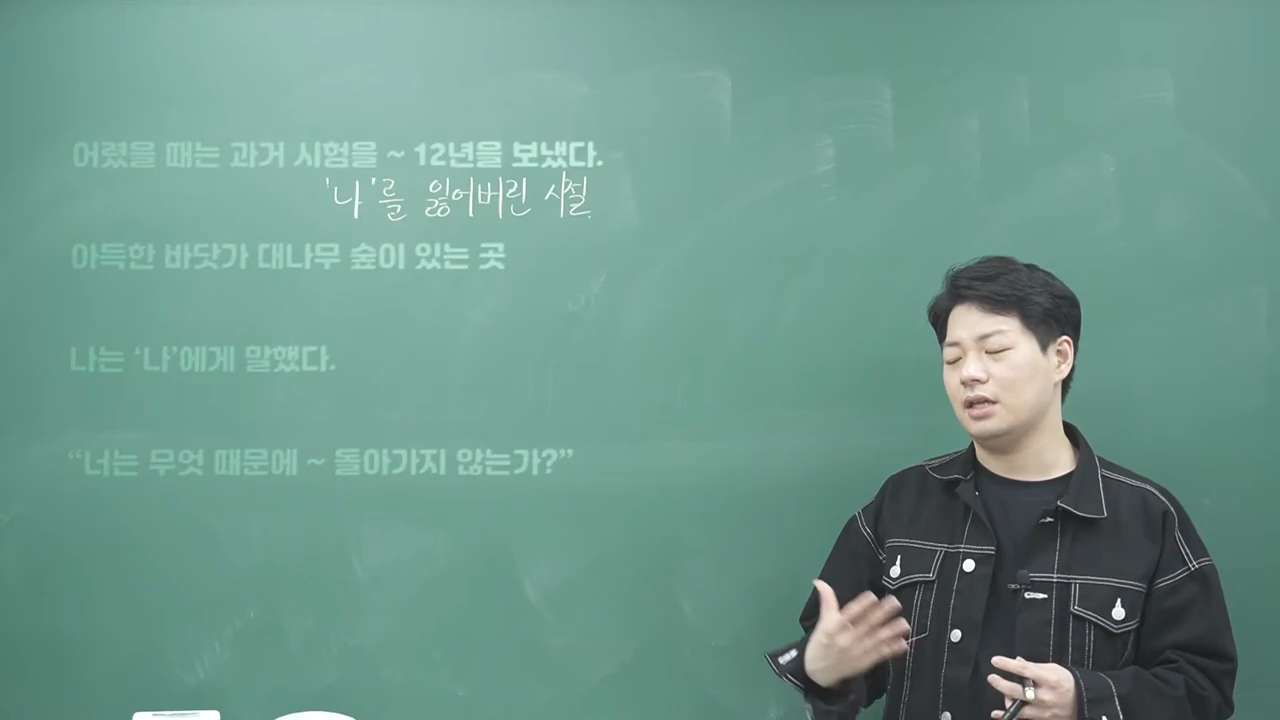 어렸을 때는 과거 시험을 ~ 12년을 보냈다.
'나'를 잃어버린 시절.
아득한 바닷가 대나무 숲이 있는 곳
나는 ‘나’에게 말했다.
“너는 무엇 때문에 ~ 돌아가지 않는가?”